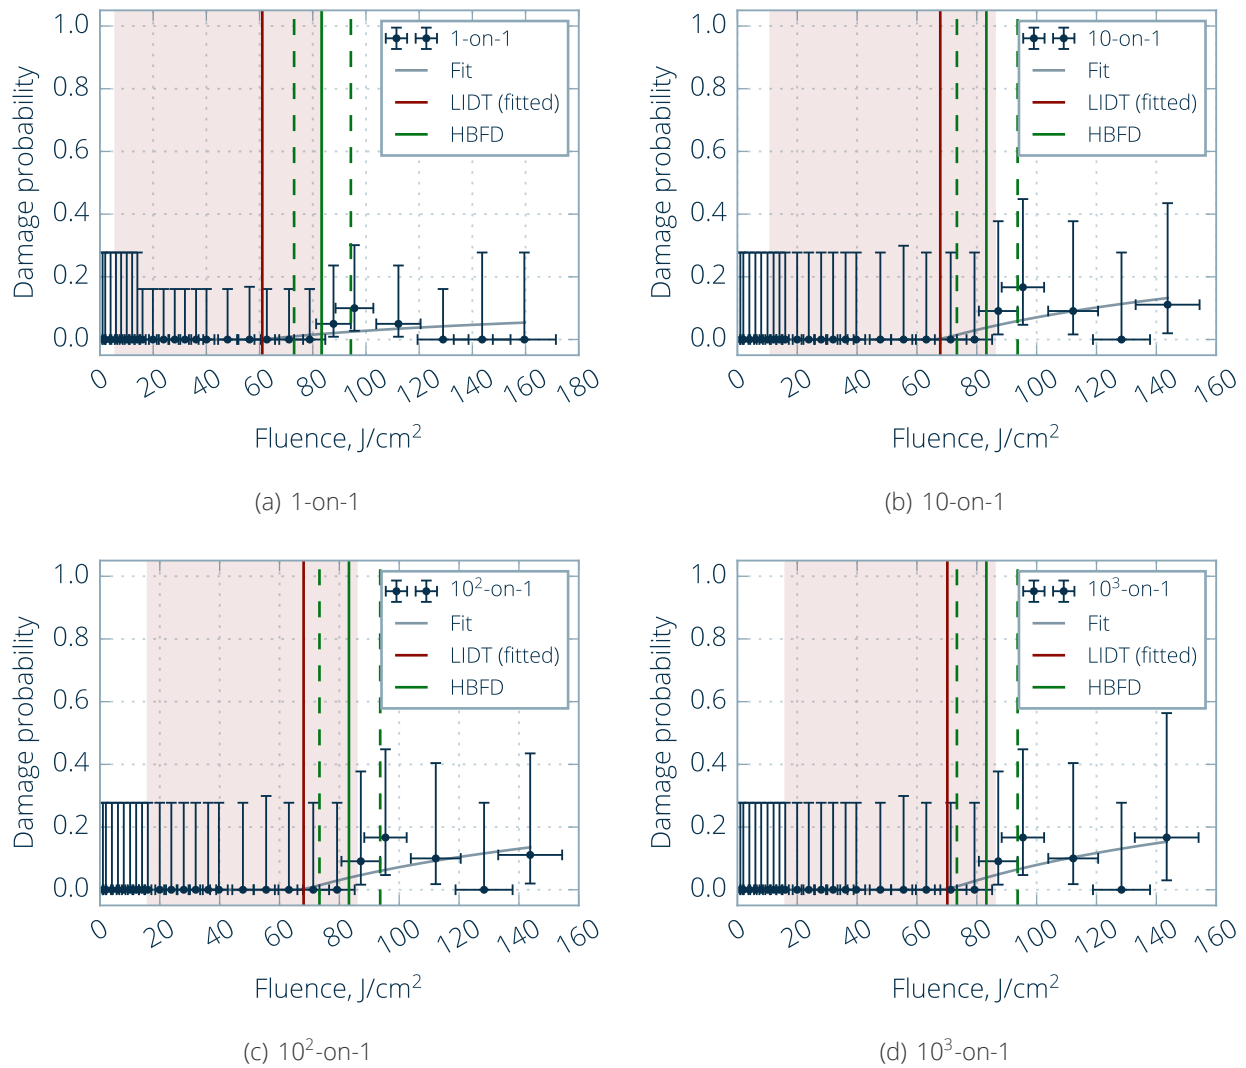 1.0
0.8
0.6
0.4
0.2
0.0
Damage probability
1-on-1
Fit
LIDT (fitted)
HBFD
0 20 40 60 80 100 120 140 160 180
Fluence, J/cm²
(a) 1-on-1
1.0
0.8
0.6
0.4
0.2
0.0
Damage probability
10-on-1
Fit
LIDT (fitted)
HBFD
0 20 40 60 80 100 120 140 160
Fluence, J/cm²
(b) 10-on-1
1.0
0.8
0.6
0.4
0.2
0.0
Damage probability
10²-on-1
Fit
LIDT (fitted)
HBFD
0 20 40 60 80 100 120 140 160
Fluence, J/cm²
(c) 10²-on-1
1.0
0.8
0.6
0.4
0.2
0.0
Damage probability
10³-on-1
Fit
LIDT (fitted)
HBFD
0 20 40 60 80 100 120 140 160
Fluence, J/cm²
(d) 10³-on-1